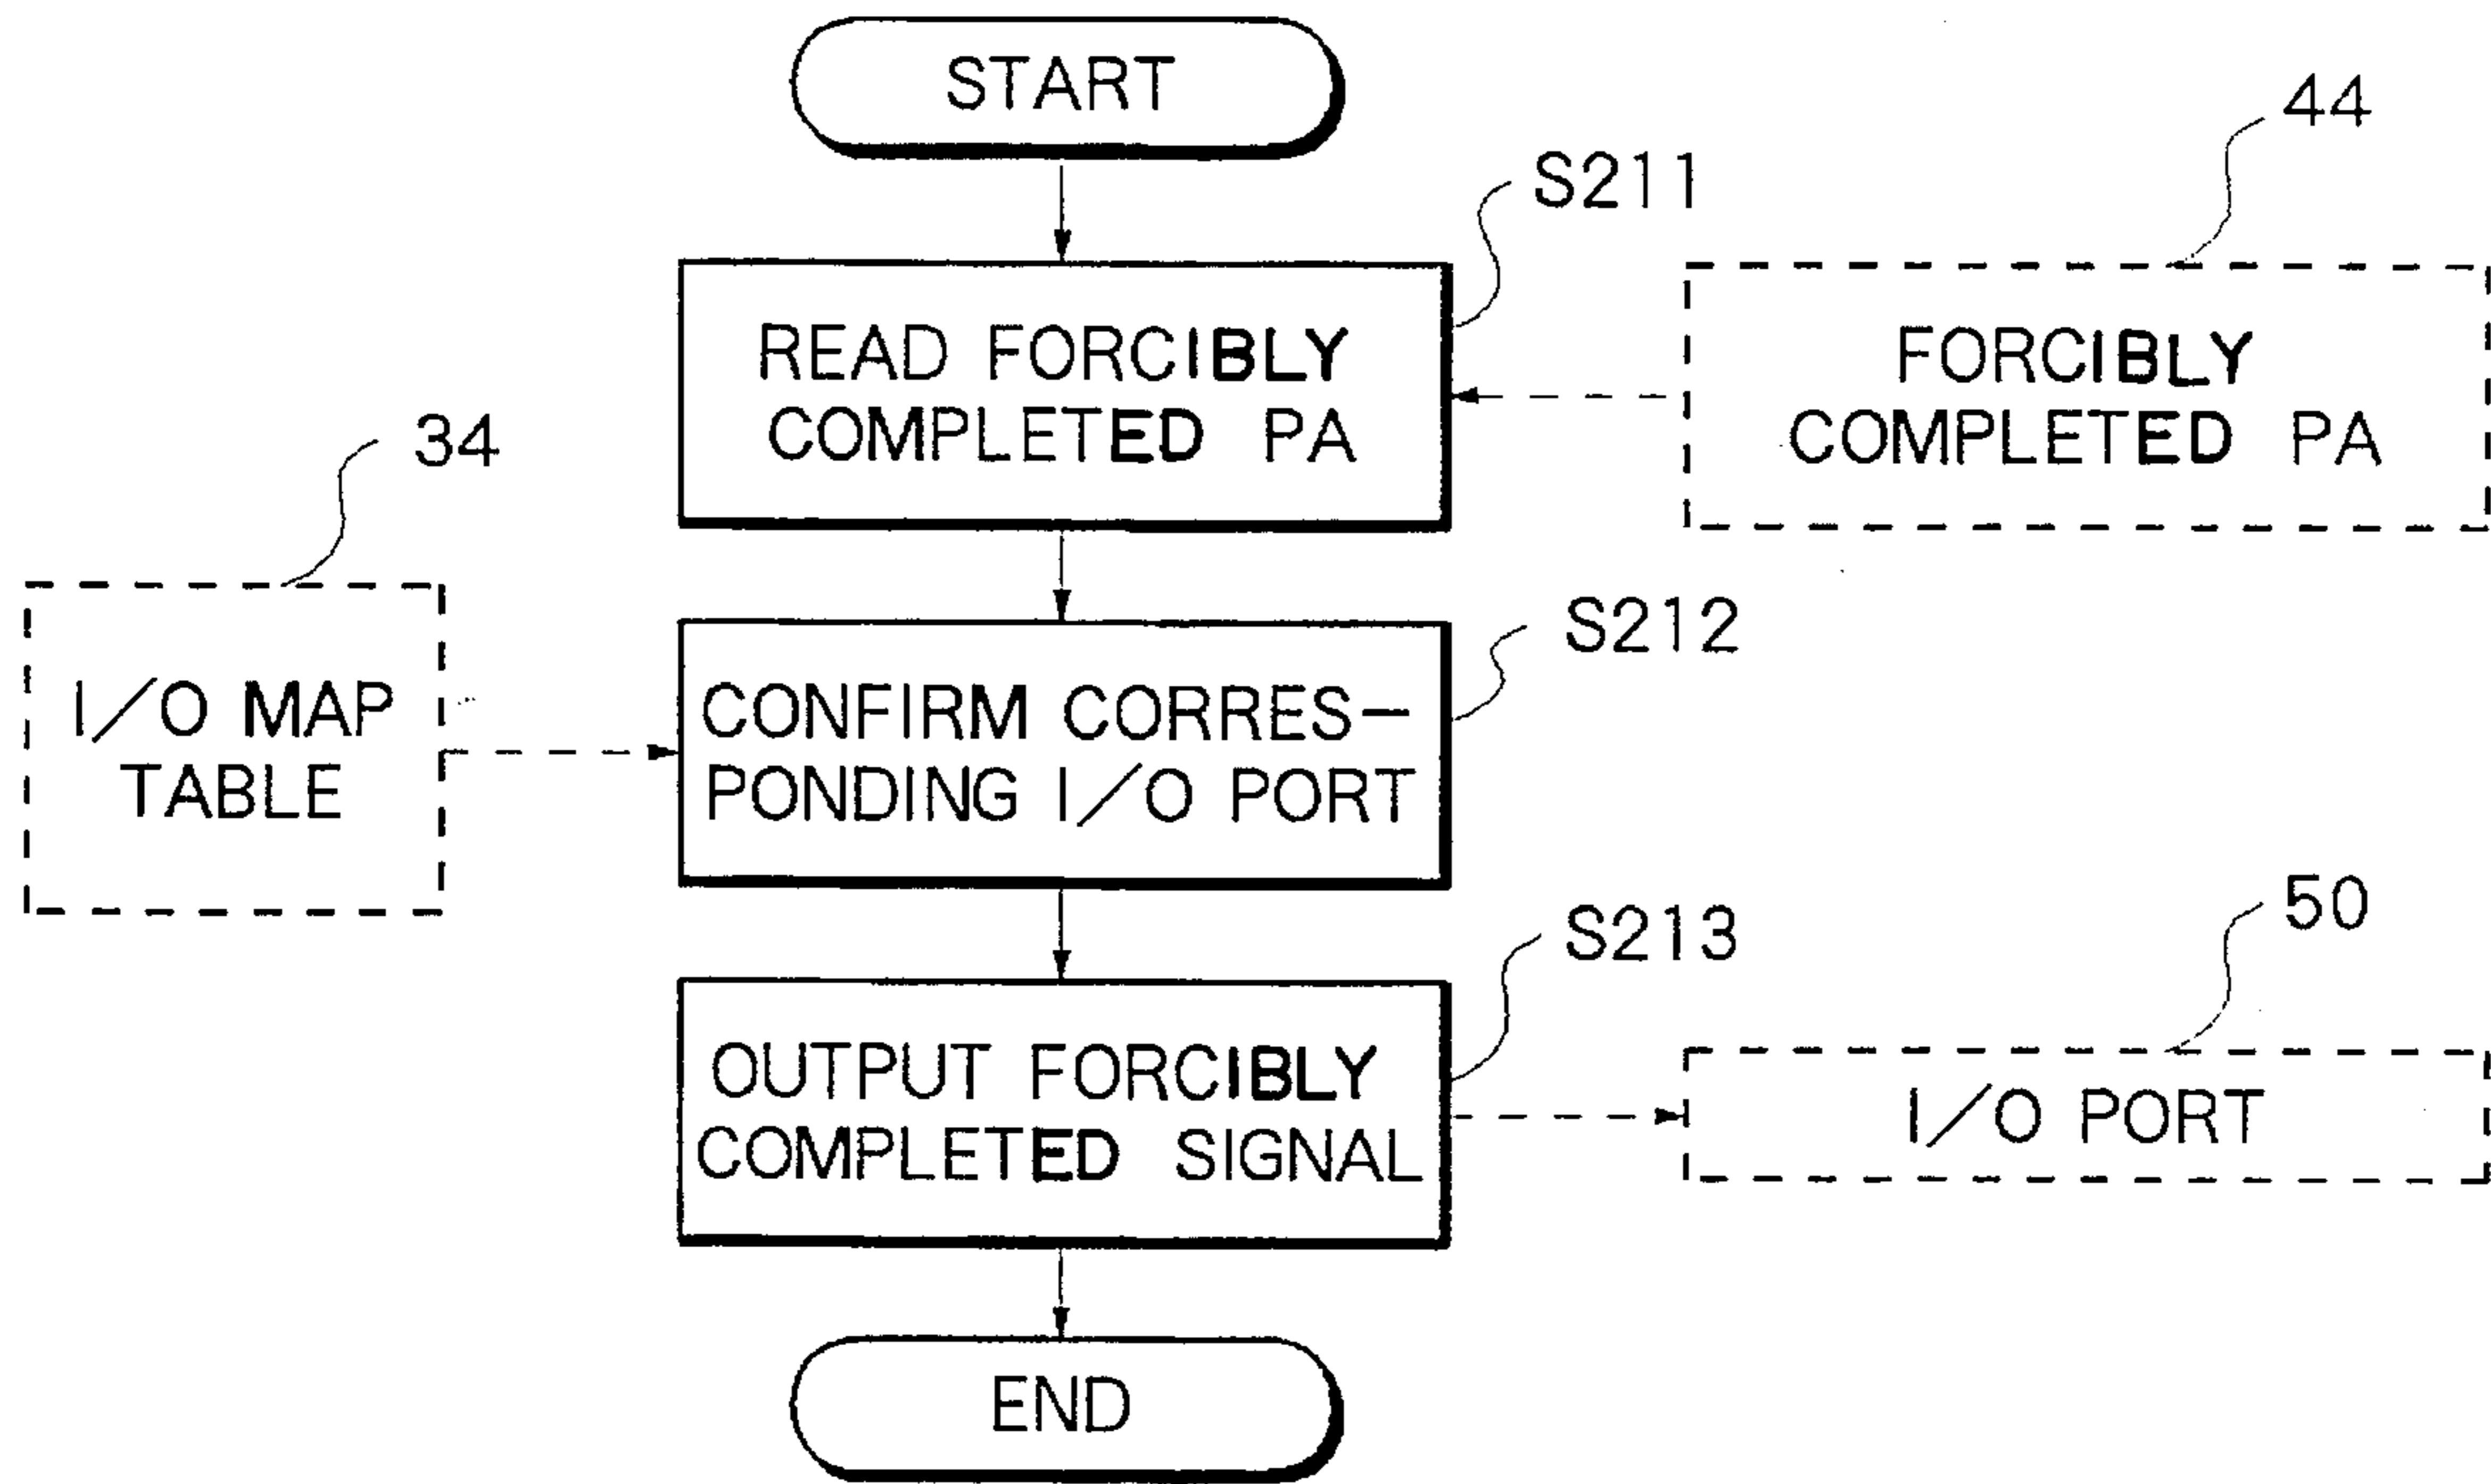 START
44
S211
READ FORCIBLY
COMPLETED PA
FORCIBLY
COMPLETED PA
34
S212
I/O MAP
TABLE
CONFIRM CORRES-
PONDING I/O PORT
50
S213
OUTPUT FORCIBLY
COMPLETED SIGNAL
I/O PORT
END